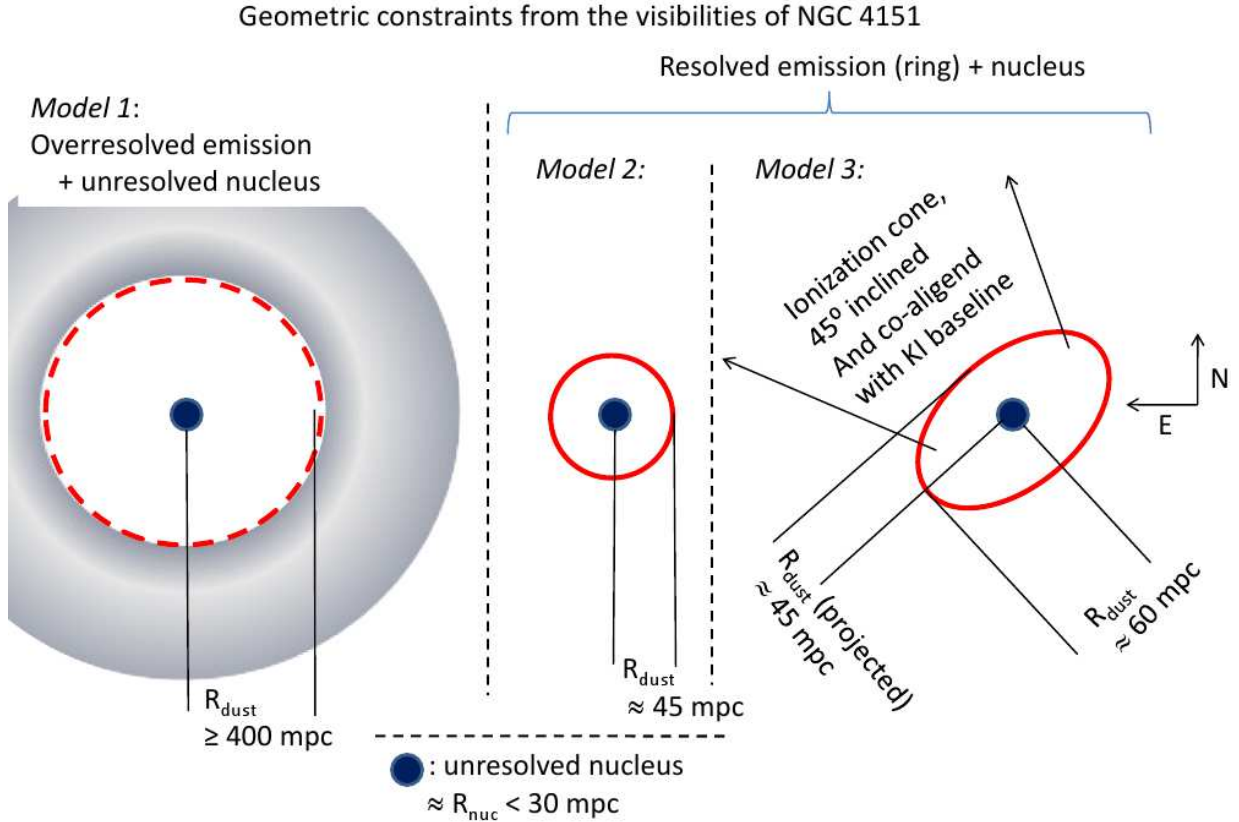 Geometric constraints from the visibilities of NGC 4151
Resolved emission (ring) + nucleus
Model 1:
Overresolved emission
+ unresolved nucleus
Model 2:
Model 3:
Ionization cone,
45⁰ inclined
And co-aligend
with KI baseline
N
E
R_dust (projected)
≈ 45 mpc
R_dust
≈ 60 mpc
R_dust
≈ 45 mpc
R_dust
≥ 400 mpc
: unresolved nucleus
≈ R_nuc < 30 mpc